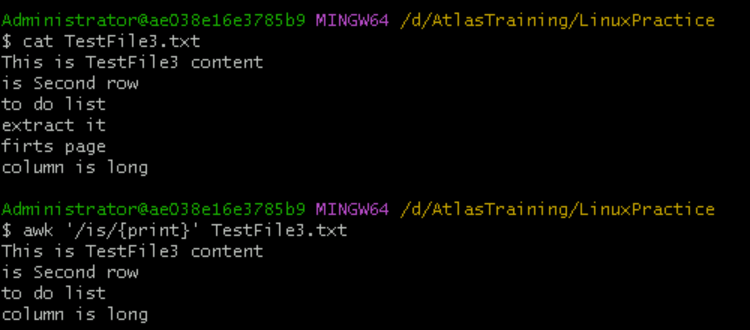 Administrator@ae038e16e3785b9 MINGW64 /d/AtlasTraining/LinuxPractice
$ cat TestFile3.txt
This is TestFile3 content
is Second row
to do list
extract it
firts page
column is long
Administrator@ae038e16e3785b9 MINGW64 /d/AtlasTraining/LinuxPractice
$ awk '/is/{print}' TestFile3.txt
This is TestFile3 content
is Second row
to do list
column is long